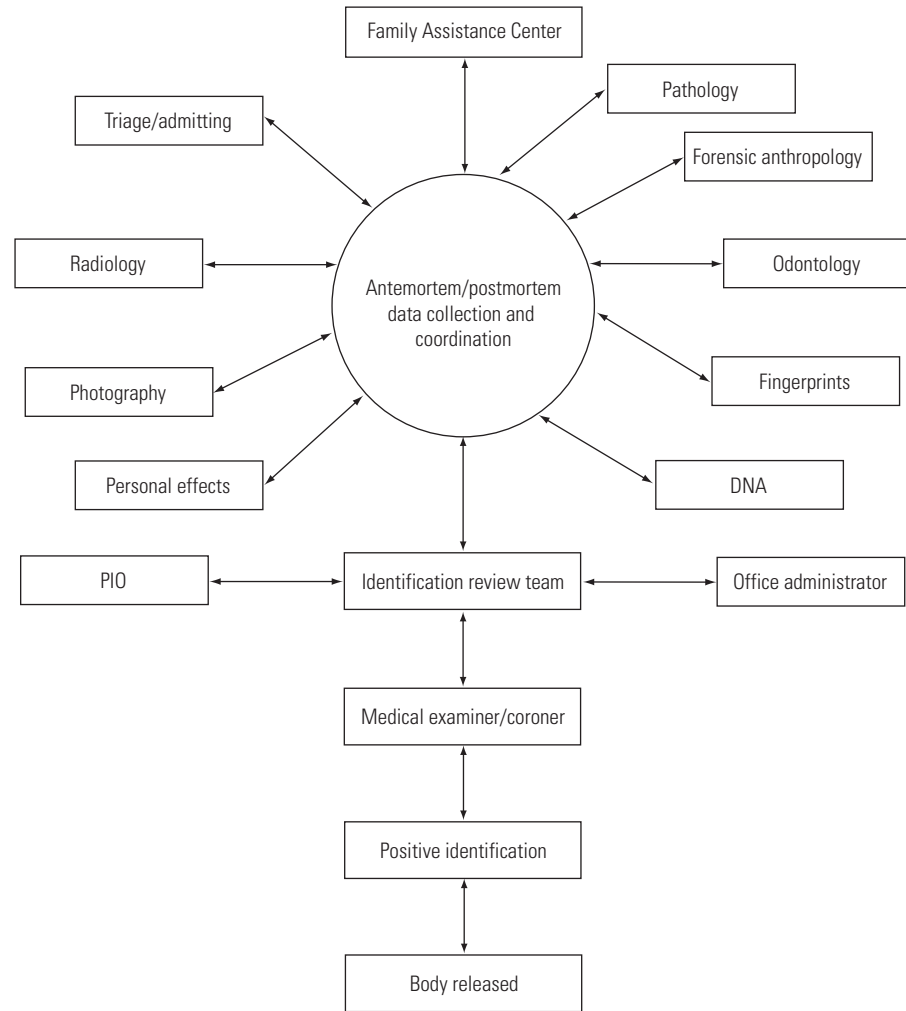 Family Assistance Center
Pathology
Triage/admitting
Forensic anthropology
Radiology
Odontology
Antemortem/postmortem
data collection and
coordination
Photography
Fingerprints
Personal effects
DNA
PIO
Identification review team
Office administrator
Medical examiner/coroner
Positive identification
Body released